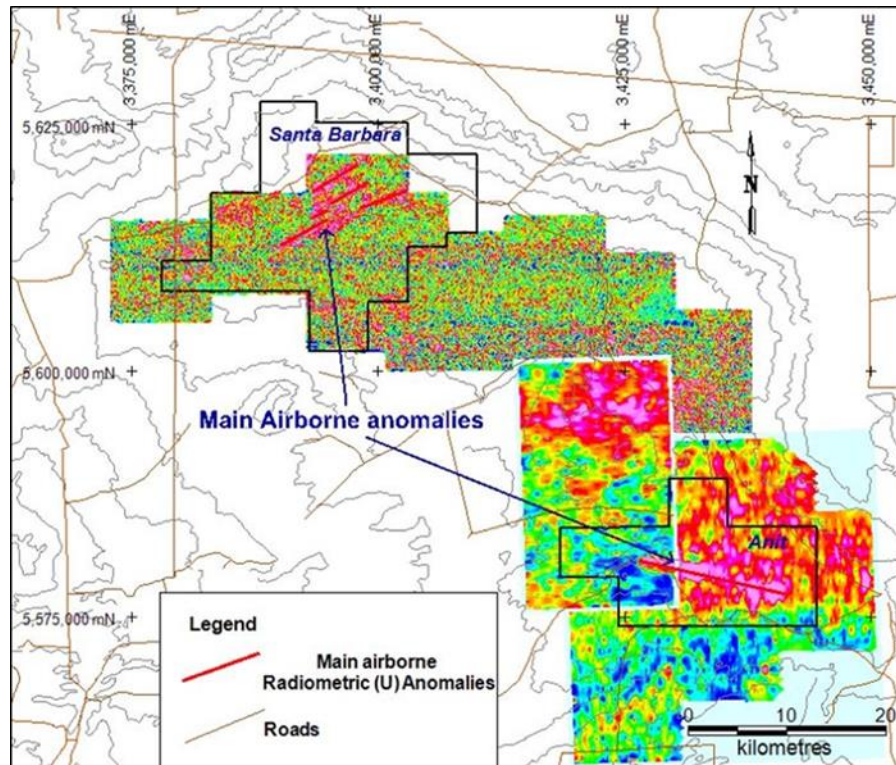 3,375,000 mE
3,400,000 mE
3,425,000 mE
3,450,000 mE
5,625,000 mN
Santa Barbara
N
5,600,000 mN
Main Airborne anomalies
Anit
5,575,000 mN
Legend
Main airborne
Radiometric (U) Anomalies
Roads
0 10 20
kilometres